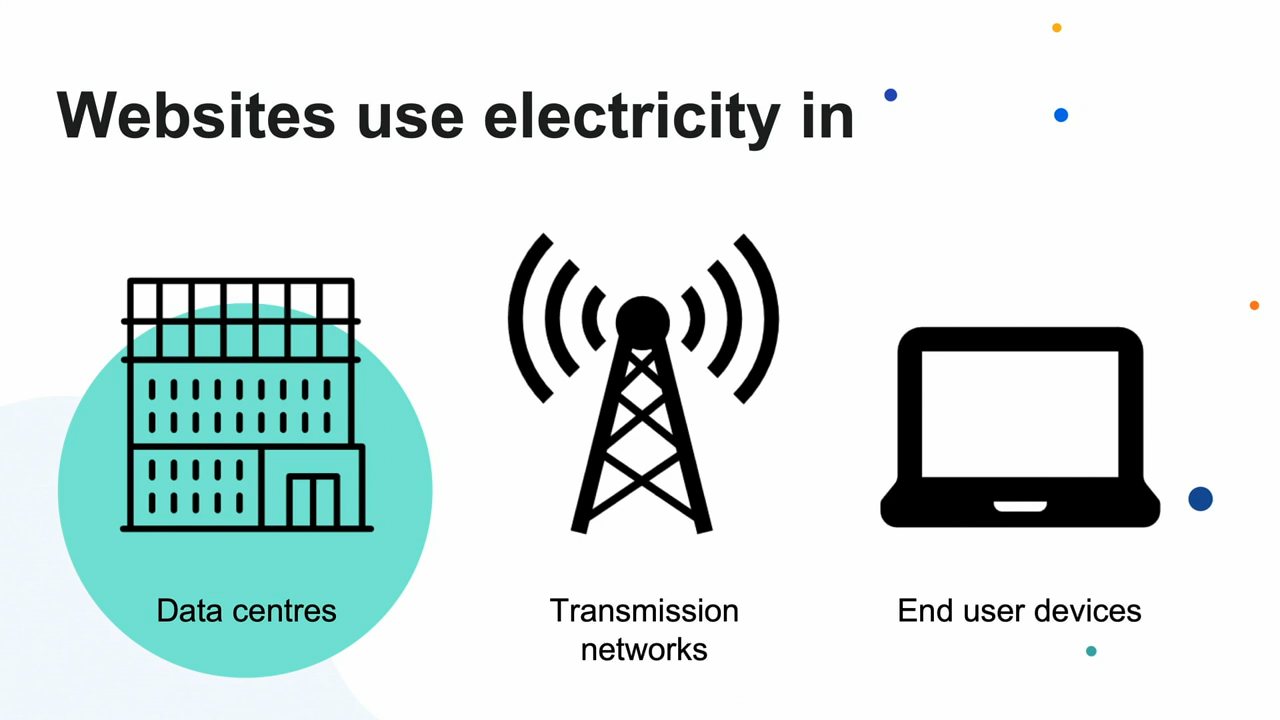 Websites use electricity in
Data centres
Transmission
networks
End user devices